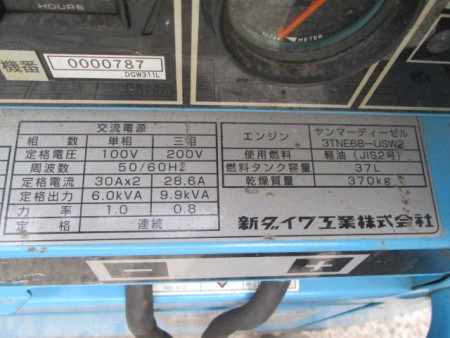 HOURS
METER
機番 0000787
DGW311L
交流電源
相数 単相 三相
定格電圧 100V 200V
周波数 50/60Hz
定格電流 30Ax2 28.6A
定格出力 6.0kVA 9.9kVA
力率 1.0 0.8
定格 連続
エンジン ヤンマーディーゼル
3TNE68-USW2
使用燃料 軽油(JIS2号)
燃料タンク容量 37L
乾燥質量 370kg
新ダイワ工業株式会社
- +